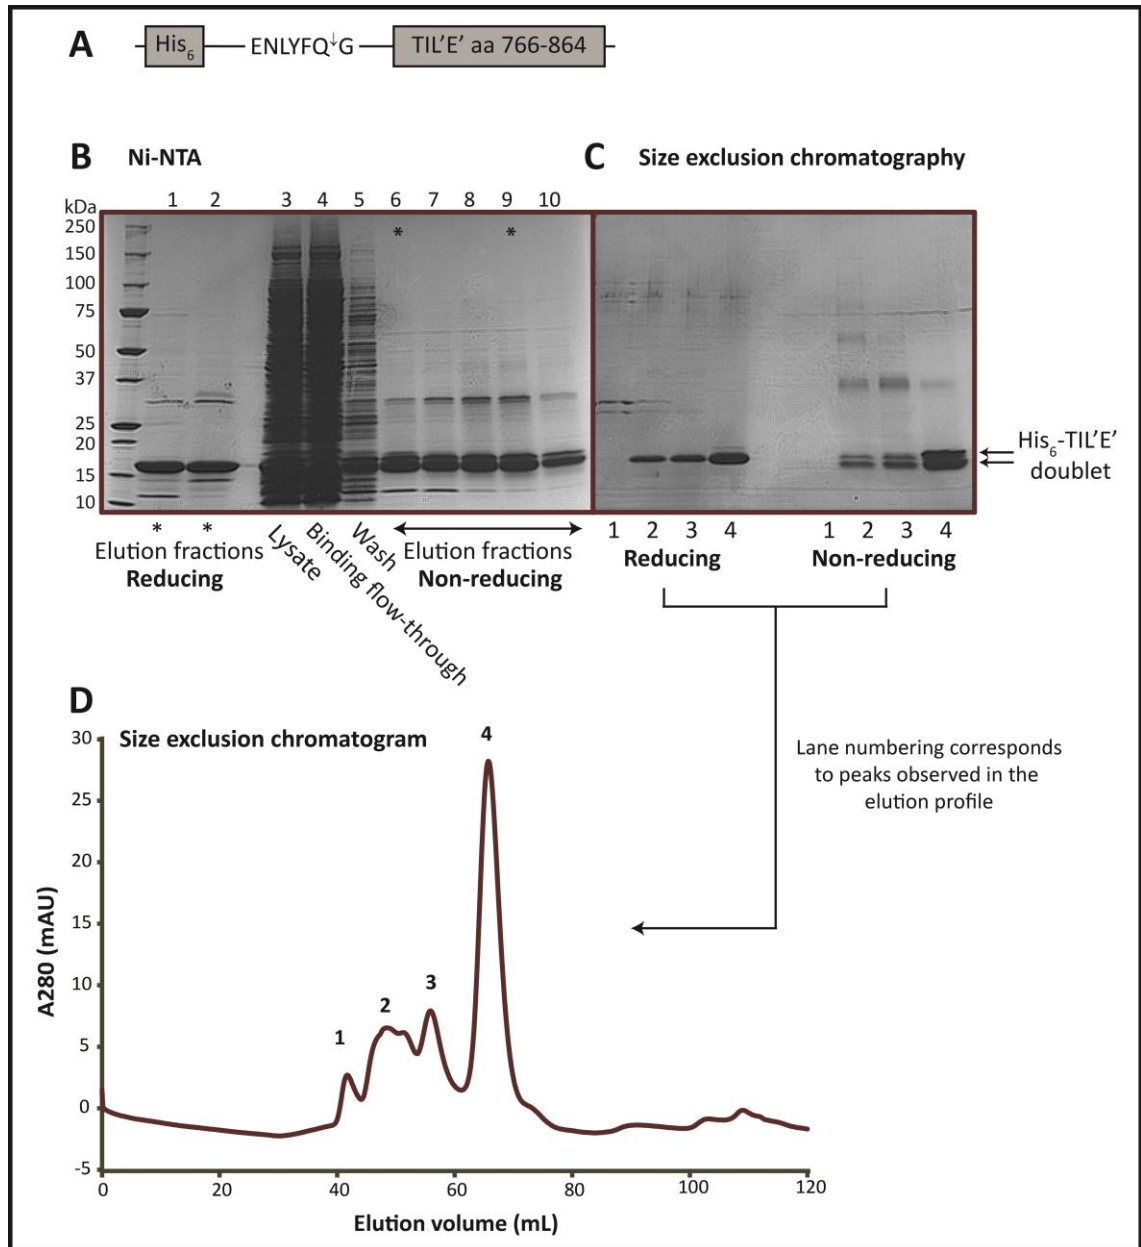 A
His6
ENLYFQ↓G
TIL’E’ aa 766-864
B
Ni-NTA
C
Size exclusion chromatography
kDa
1 2 3 4 5 6 7 8 9 10
250
150
100
75
50
37
25
20
15
10
* *
* *
Elution fractions
Reducing
Lysate
Binding flow-through
Wash
Elution fractions
Non-reducing
His6-TIL’E’
doublet
1 2 3 4
Reducing
1 2 3 4
Non-reducing
D
Size exclusion chromatogram
Lane numbering corresponds
to peaks observed in the
elution profile
A280 (mAU)
30
25
20
15
10
5
0
-5
1
2
3
4
0 20 40 60 80 100 120
Elution volume (mL)